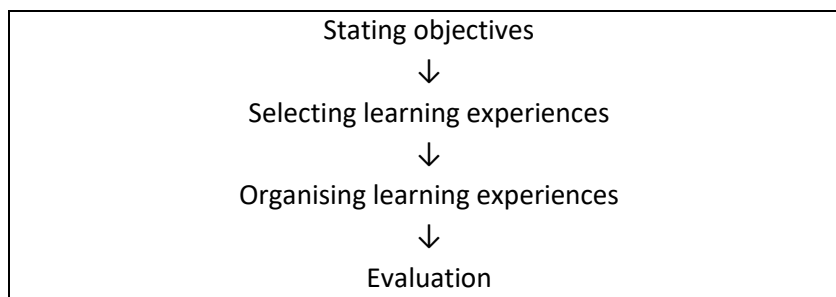 Stating objectives
↓
Selecting learning experiences
↓
Organising learning experiences
↓
Evaluation